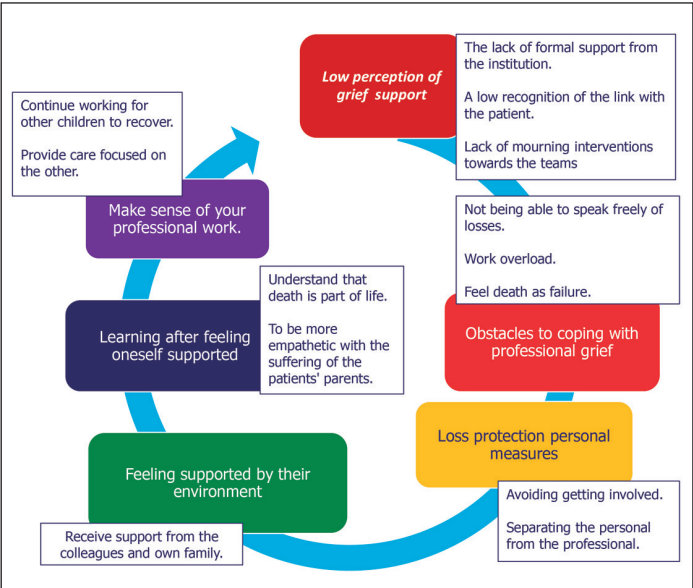 Low perception of
grief support
The lack of formal support from
the institution.
A low recognition of the link with
the patient.
Lack of mourning interventions
towards the teams
Not being able to speak freely of
losses.
Work overload.
Feel death as failure.
Obstacles to coping with
professional grief
Loss protection personal
measures
Avoiding getting involved.
Separating the personal
from the professional.
Feeling supported by their
environment
Receive support from the
colleagues and own family.
Learning after feeling
oneself supported
Understand that
death is part of life.
To be more
empathetic with the
suffering of the
patients' parents.
Make sense of your
professional work.
Continue working for
other children to recover.
Provide care focused on
the other.